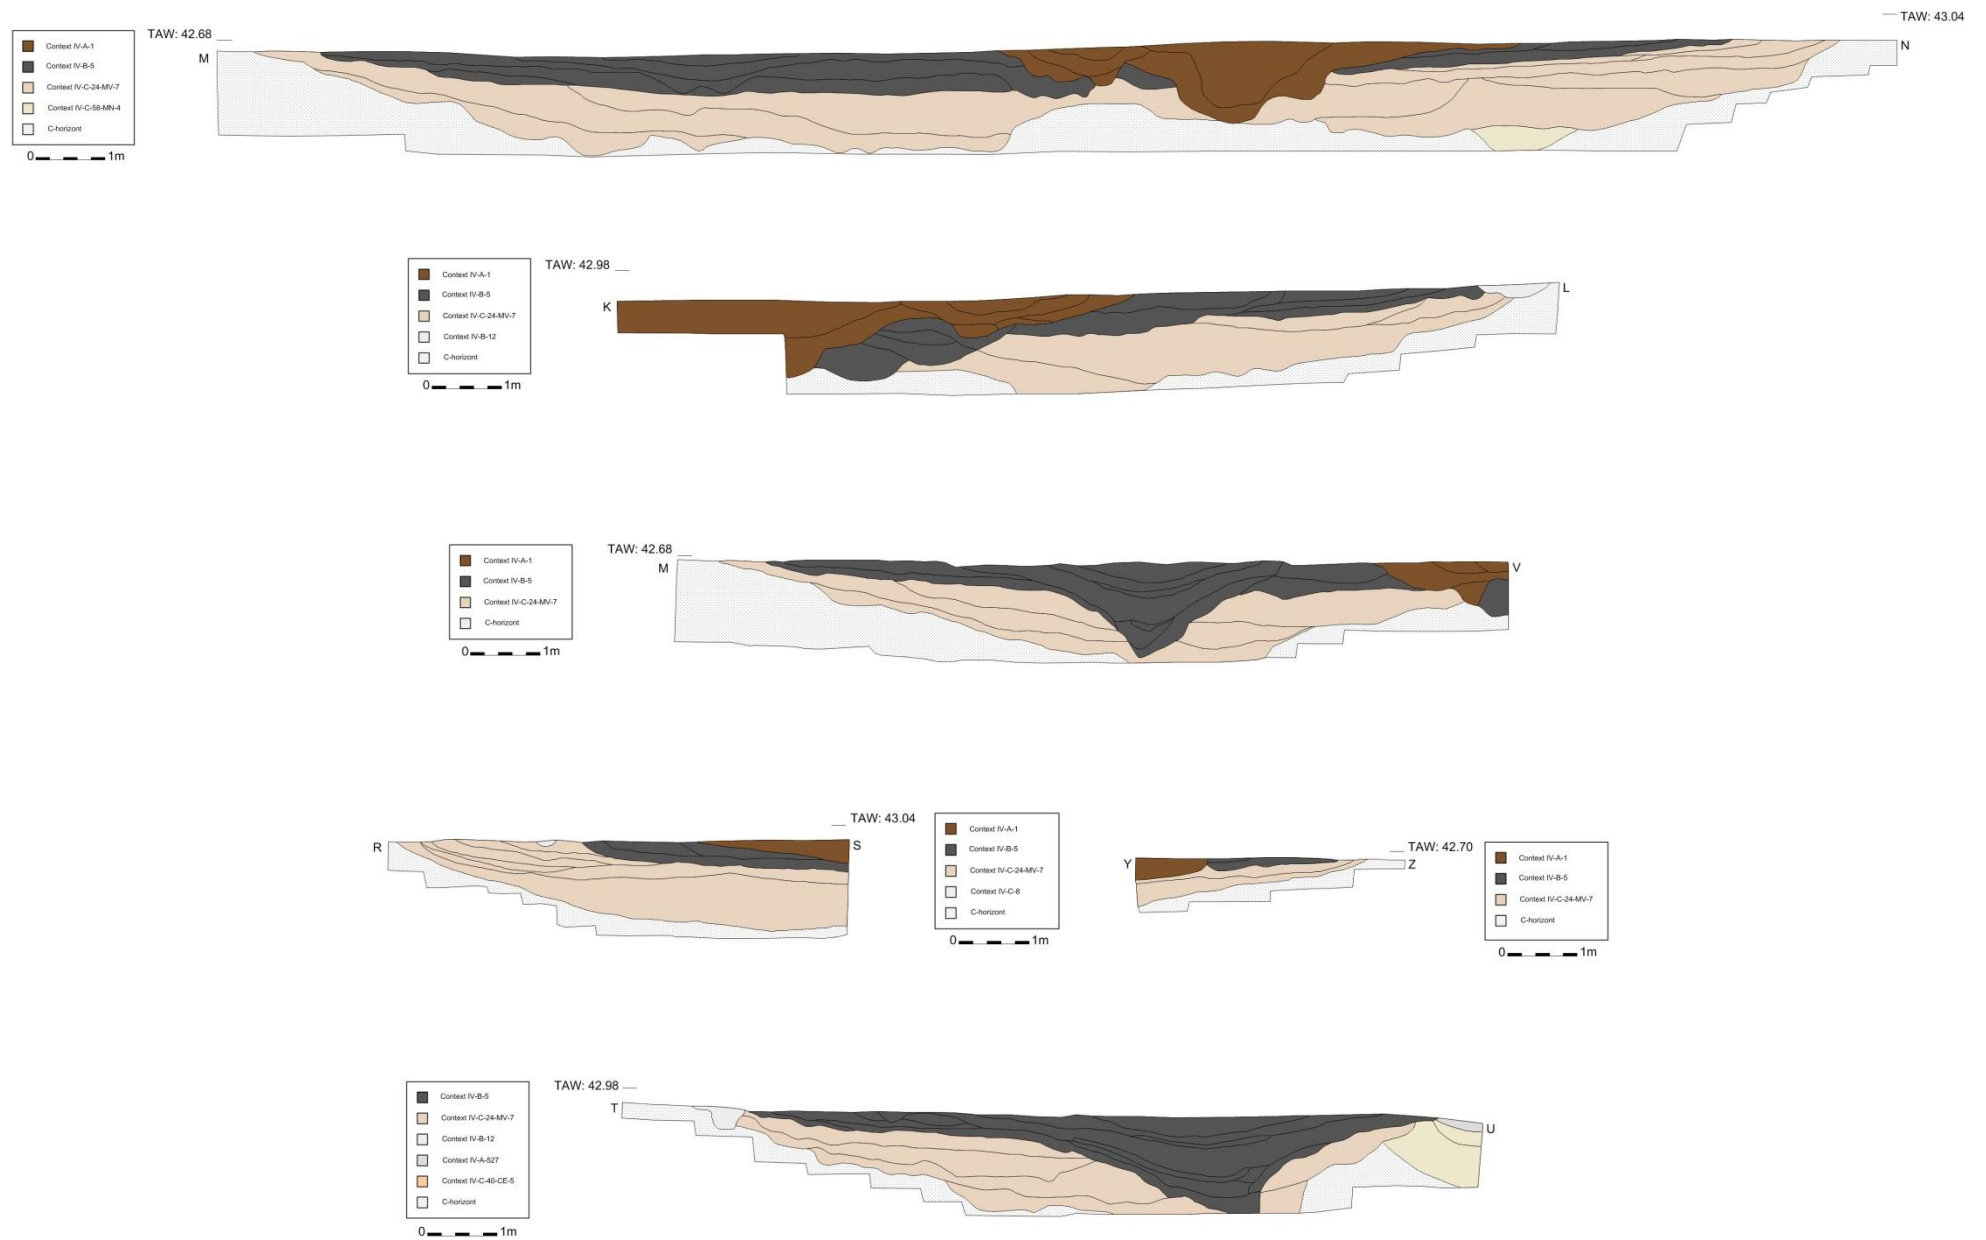 TAW: 43.04
TAW: 42.68
M
N
Context IV-A-1
Context IV-B-5
Context IV-C-24-MV-7
Context IV-C-58-MN-4
C-horizont
0 1m
TAW: 42.98
K
L
Context IV-A-1
Context IV-B-5
Context IV-C-24-MV-7
Context IV-B-12
C-horizont
0 1m
TAW: 42.68
M
V
Context IV-A-1
Context IV-B-5
Context IV-C-24-MV-7
C-horizont
0 1m
TAW: 43.04
R
S
Context IV-A-1
Context IV-B-5
Context IV-C-24-MV-7
Context IV-C-8
C-horizont
0 1m
TAW: 42.70
Y
Z
Context IV-A-1
Context IV-B-5
Context IV-C-24-MV-7
C-horizont
0 1m
TAW: 42.98
T
U
Context IV-B-5
Context IV-C-24-MV-7
Context IV-B-12
Context IV-A-527
Context IV-C-40-CE-5
C-horizont
0 1m